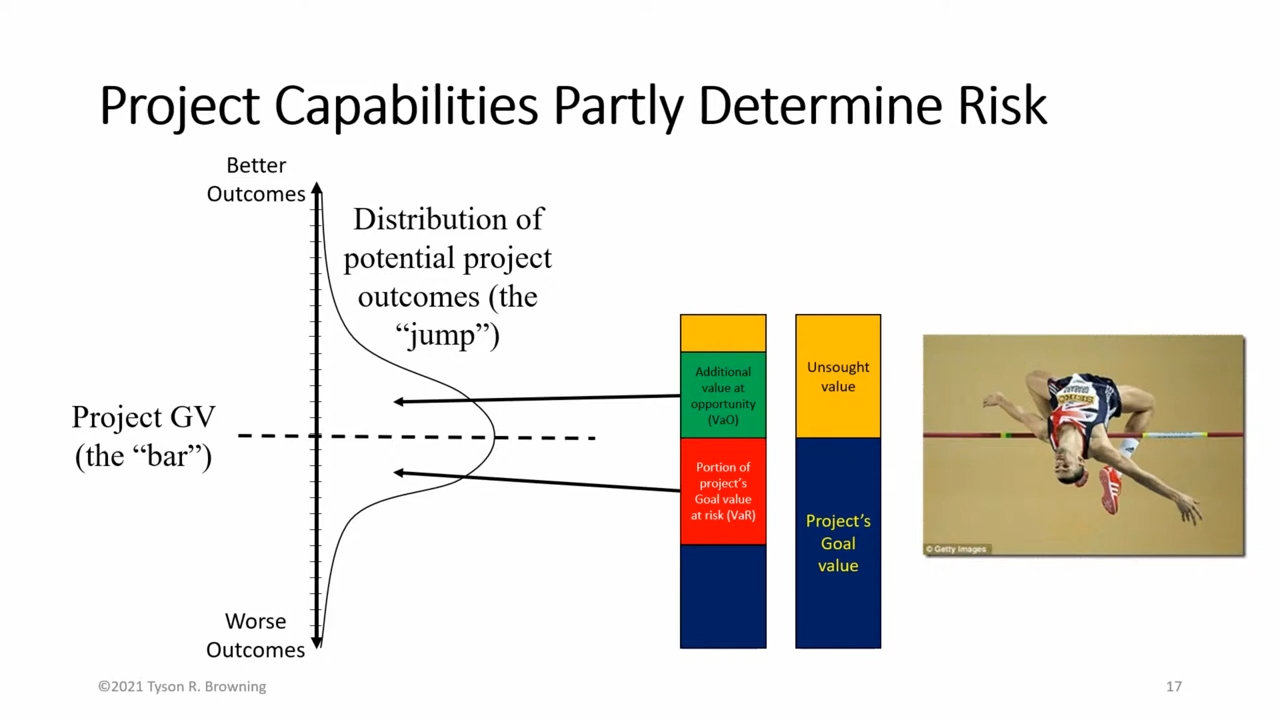 Project Capabilities Partly Determine Risk
Better
Outcomes
Distribution of
potential project
outcomes (the
“jump”)
Project GV
(the “bar”)
Worse
Outcomes
Additional
value at
opportunity
(VaO)
Portion of
project’s
Goal value
at risk (VaR)
Unsought
value
Project’s
Goal
value
© Getty Images
©2021 Tyson R. Browning
17